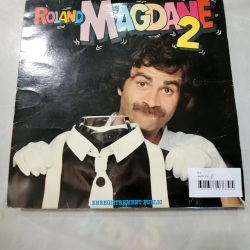 ROLAND
MAGDANE
2
ENREGISTREMENT PUBLIC